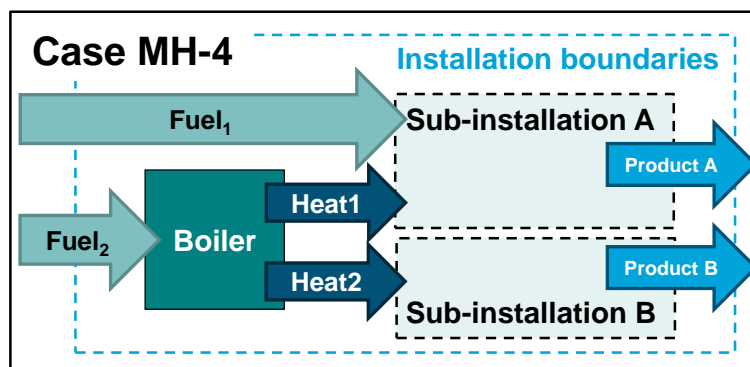 Case MH-4
Installation boundaries
Fuel₁
Sub-installation A
Product A
Heat1
Fuel₂
Boiler
Heat2
Product B
Sub-installation B